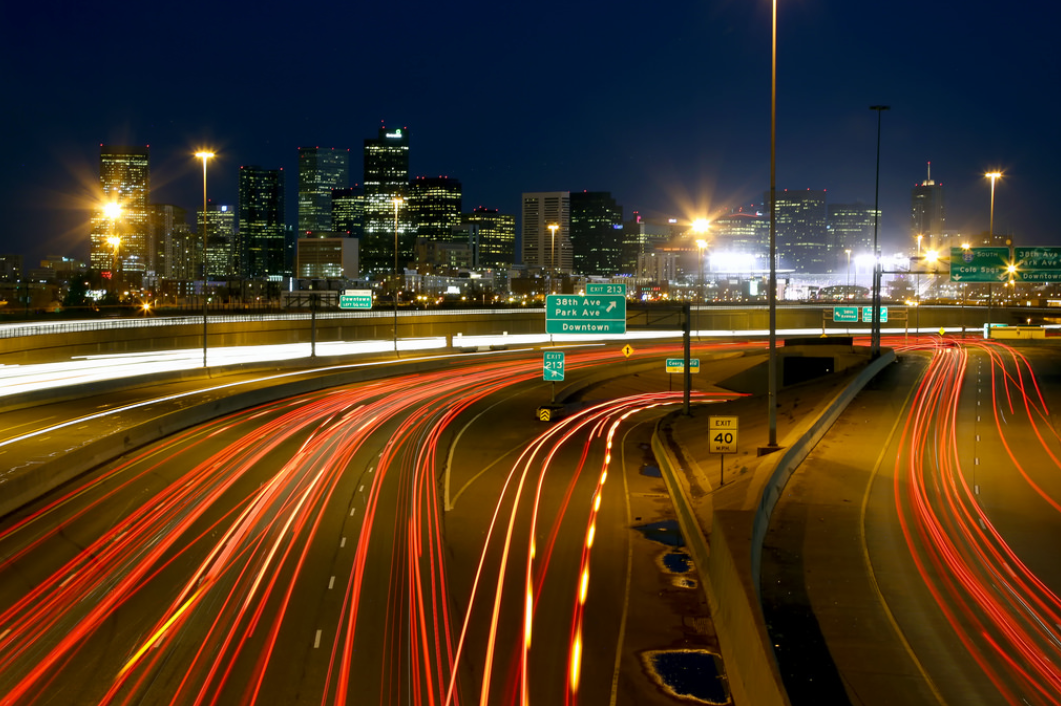 EXIT 213
38th Ave
Park Ave
Downtown
EXIT
213
EXIT
40
MPH
Downtown
South
Colo Spgs
38th Ave
Park Ave